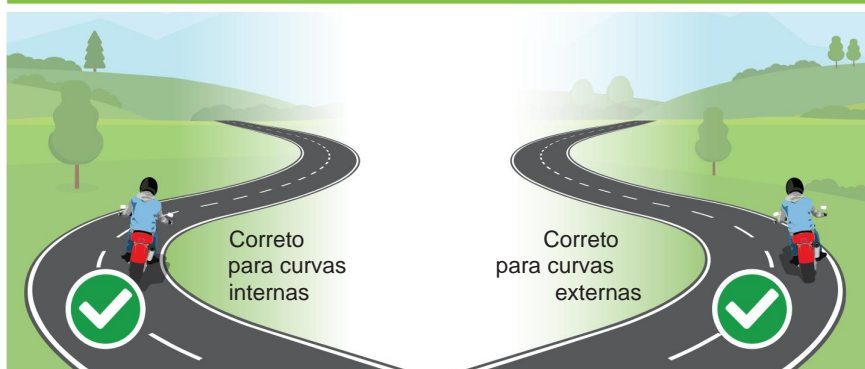 Correto
para curvas
internas
Correto
para curvas
externas